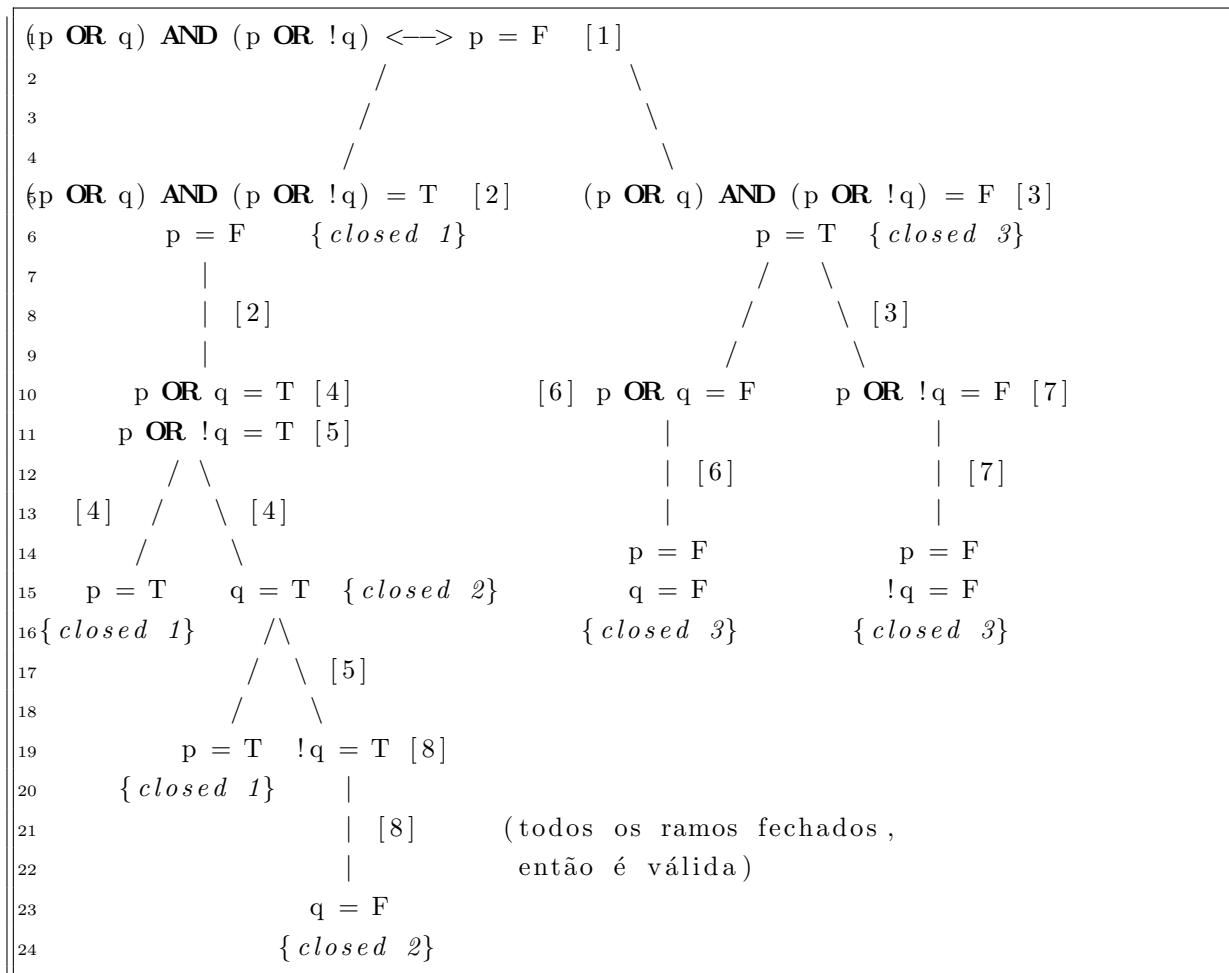 1 (p OR q) AND (p OR !q) <—> p = F [1]
2 / \
3 / \
4 / \
5 (p OR q) AND (p OR !q) = T [2] (p OR q) AND (p OR !q) = F [3]
6 p = F {closed 1} p = T {closed 3}
7 | / \
8 | [2] / \ [3]
9 | / \
10 p OR q = T [4] [6] p OR q = F p OR !q = F [7]
11 p OR !q = T [5] | |
12 / \ | [6] | [7]
13 [4] / \ [4] | |
14 / \ p = F p = F
15 p = T q = T {closed 2} q = F !q = F
16 {closed 1} /\ {closed 3} {closed 3}
17 / \ [5]
18 / \
19 p = T !q = T [8]
20 {closed 1} |
21 | [8] (todos os ramos fechados,
22 | então é válida)
23 q = F
24 {closed 2}